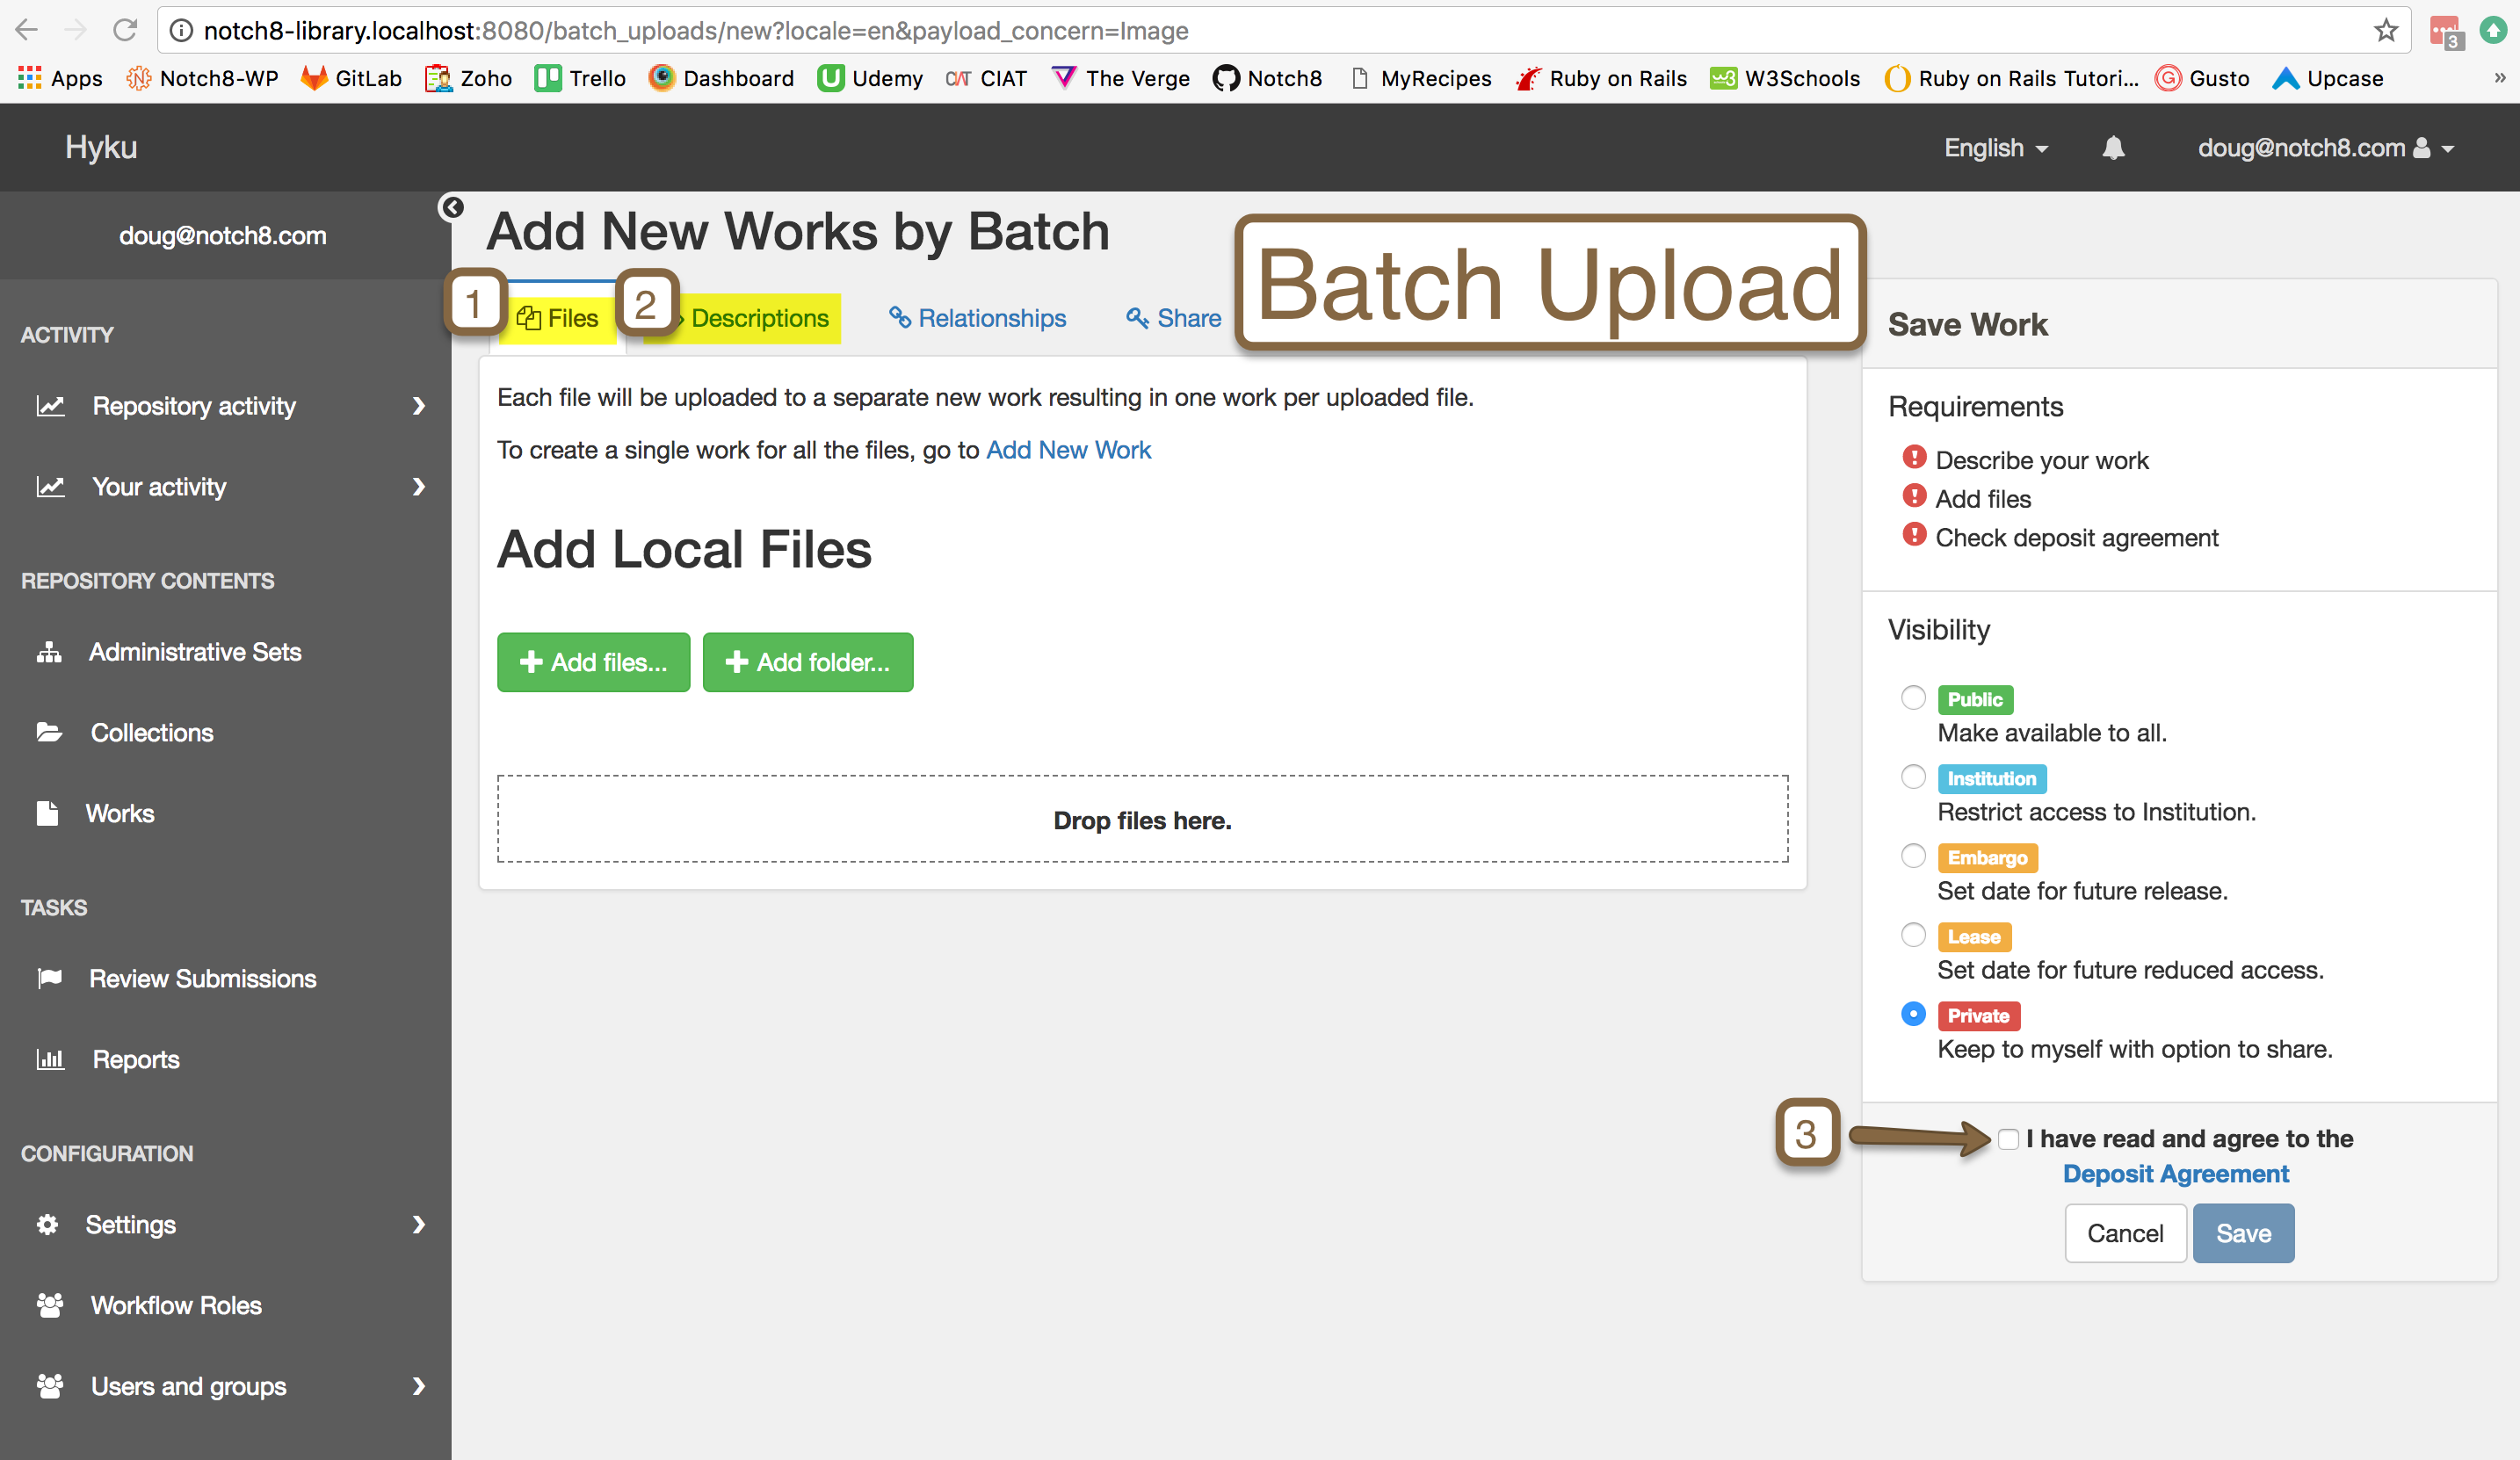 notch8-library.localhost:8080/batch_uploads/new?locale=en&payload_concern=Image
3
Apps Notch8-WP GitLab Zoho Trello Dashboard Udemy CIAT CIAT The Verge Notch8 MyRecipes Ruby on Rails W3Schools Ruby on Rails Tutori... Gusto Upcase »
Hyku English doug@notch8.com
doug@notch8.com
ACTIVITY
Repository activity
Your activity
REPOSITORY CONTENTS
Administrative Sets
Collections
Works
TASKS
Review Submissions
Reports
CONFIGURATION
Settings
Workflow Roles
Users and groups
Add New Works by Batch
Batch Upload
1 Files 2 Descriptions Relationships Share
Each file will be uploaded to a separate new work resulting in one work per uploaded file.
To create a single work for all the files, go to Add New Work
Add Local Files
Add files... Add folder...
Drop files here.
Save Work
Requirements
Describe your work
Add files
Check deposit agreement
Visibility
Public
Make available to all.
Institution
Restrict access to Institution.
Embargo
Set date for future release.
Lease
Set date for future reduced access.
Private
Keep to myself with option to share.
3 I have read and agree to the
Deposit Agreement
Cancel Save